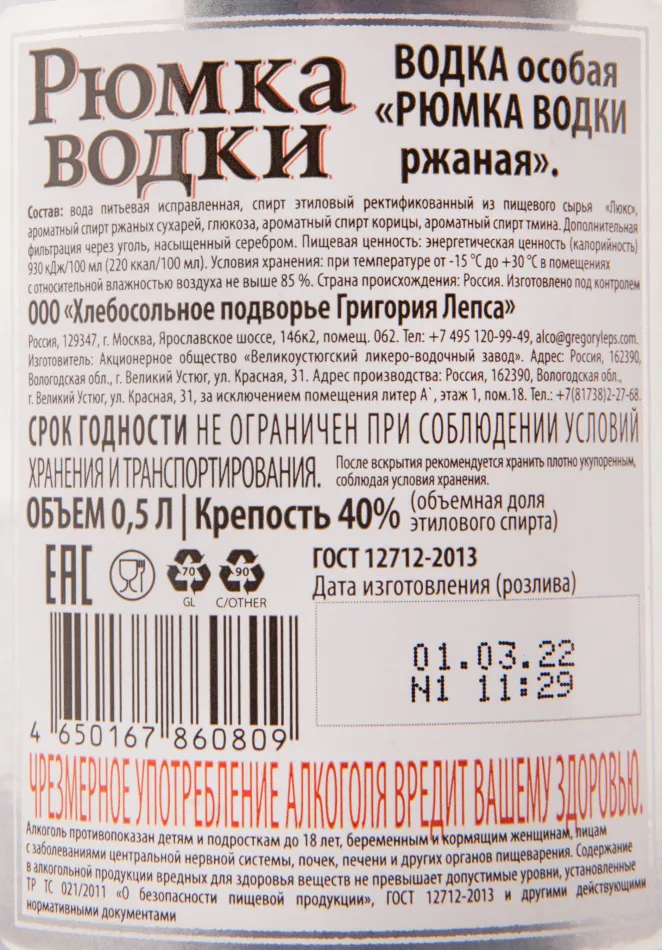 Рюмка
водки
ВОДКА особая
«РЮМКА ВОДКИ
ржаная».
Состав: вода питьевая исправленная, спирт этиловый ректификованный из пищевого сырья «Люкс»,
ароматный спирт ржаных сухарей, глюкоза, ароматный спирт корицы, ароматный спирт тмина. Дополнительная
фильтрация через уголь, насыщенный серебром. Пищевая ценность: энергетическая ценность (калорийность)
930 кДж/100 мл (220 ккал/100 мл). Условия хранения: при температуре от -15 °С до +30 °С в помещениях
с относительной влажностью воздуха не выше 85 %. Страна происхождения: Россия. Изготовлено под контролем
ООО «Хлебосольное подворье Григория Лепса»
Россия, 129347, г. Москва, Ярославское шоссе, 146к2, помещ. 062. Тел: +7 495 120-99-49, alco@gregoryleps.com.
Изготовитель: Акционерное общество «Великоустюгский ликеро-водочный завод». Адрес: Россия, 162390,
Вологодская обл., г. Великий Устюг, ул. Красная, 31. Адрес производства: Россия, 162390, Вологодская обл.,
г. Великий Устюг, ул. Красная, 31, за исключением помещения литер А`, этаж 1, пом.18. Тел.: +7(81738)2-27-68.
СРОК ГОДНОСТИ НЕ ОГРАНИЧЕН ПРИ СОБЛЮДЕНИИ УСЛОВИЙ
ХРАНЕНИЯ И ТРАНСПОРТИРОВАНИЯ. После вскрытия рекомендуется хранить плотно укупоренным,
соблюдая условия хранения.
ОБЪЕМ 0,5 Л | Крепость 40% (объемная доля
этилового спирта)
ЕАС
70
GL
90
C/OTHER
ГОСТ 12712-2013
Дата изготовления (розлива)
01.03.22
N1 11:29
4 650167 860809
ЧРЕЗМЕРНОЕ УПОТРЕБЛЕНИЕ АЛКОГОЛЯ ВРЕДИТ ВАШЕМУ ЗДОРОВЬЮ.
Алкоголь противопоказан детям и подросткам до 18 лет, беременным и кормящим женщинам, лицам
с заболеваниями центральной нервной системы, почек, печени и других органов пищеварения. Содержание
в алкогольной продукции вредных для здоровья веществ не превышает допустимые уровни, установленные
ТР ТС 021/2011 «О безопасности пищевой продукции», ГОСТ 12712-2013 и другими действующими
нормативными документами